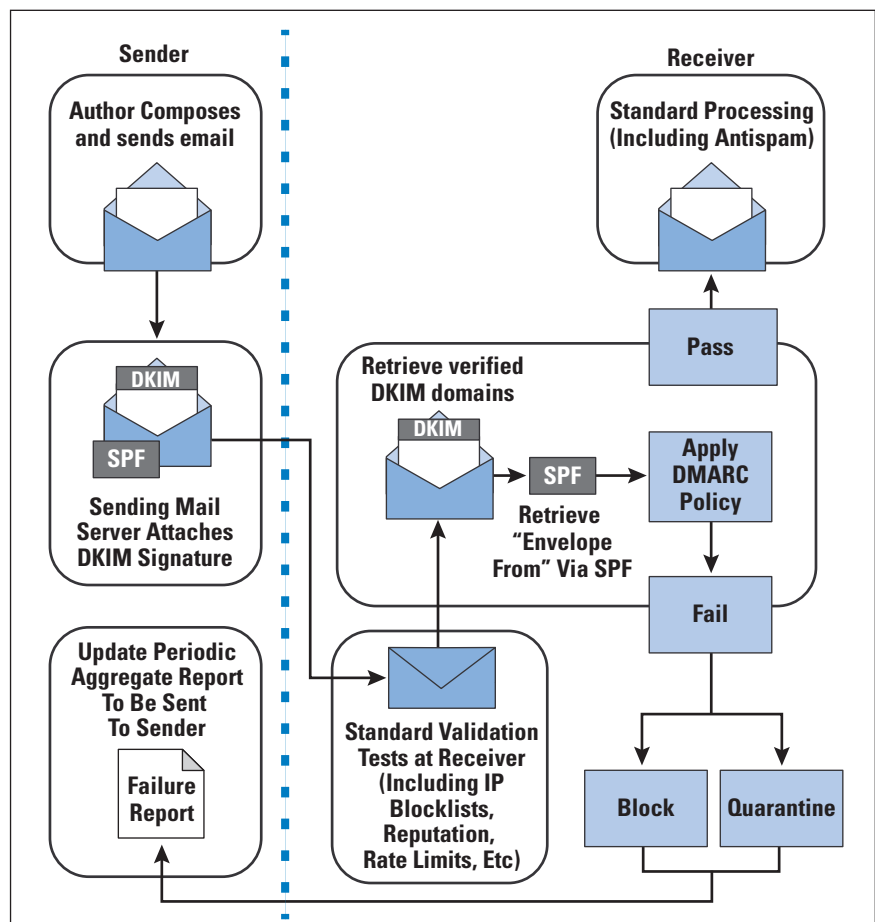 Sender
Author Composes
and sends email
DKIM
SPF
Sending Mail
Server Attaches
DKIM Signature
Update Periodic
Aggregate Report
To Be Sent
To Sender
Failure
Report
Receiver
Standard Processing
(Including Antispam)
Pass
Retrieve verified
DKIM domains
DKIM
SPF
Retrieve
“Envelope
From” Via SPF
Apply
DMARC
Policy
Fail
Standard Validation
Tests at Receiver
(Including IP
Blocklists,
Reputation,
Rate Limits, Etc)
Block
Quarantine